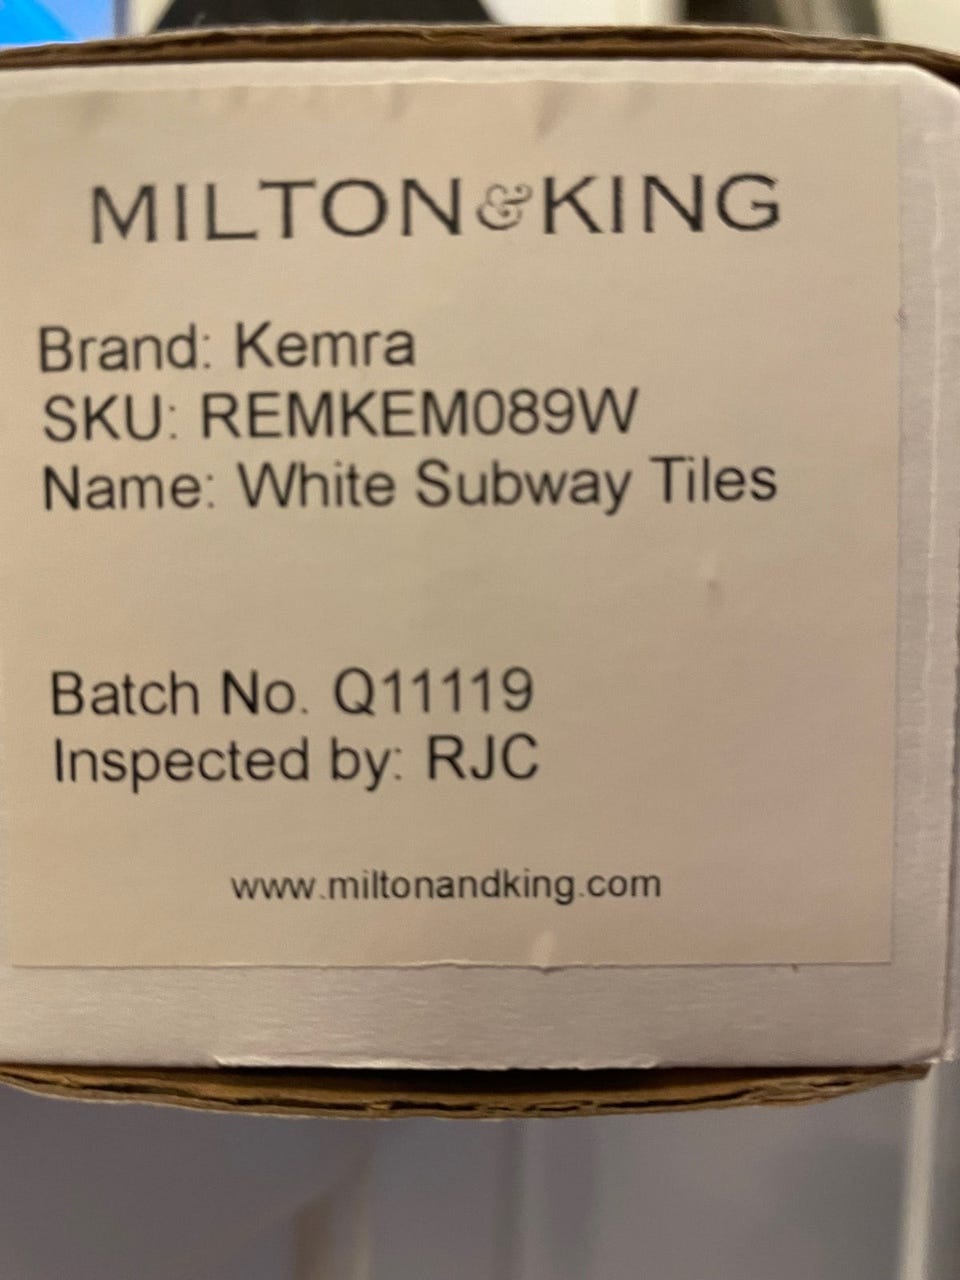 MILTON&KING
Brand: Kemra
SKU: REMKEM089W
Name: White Subway Tiles
Batch No. Q11119
Inspected by: RJC
www.miltonandking.com